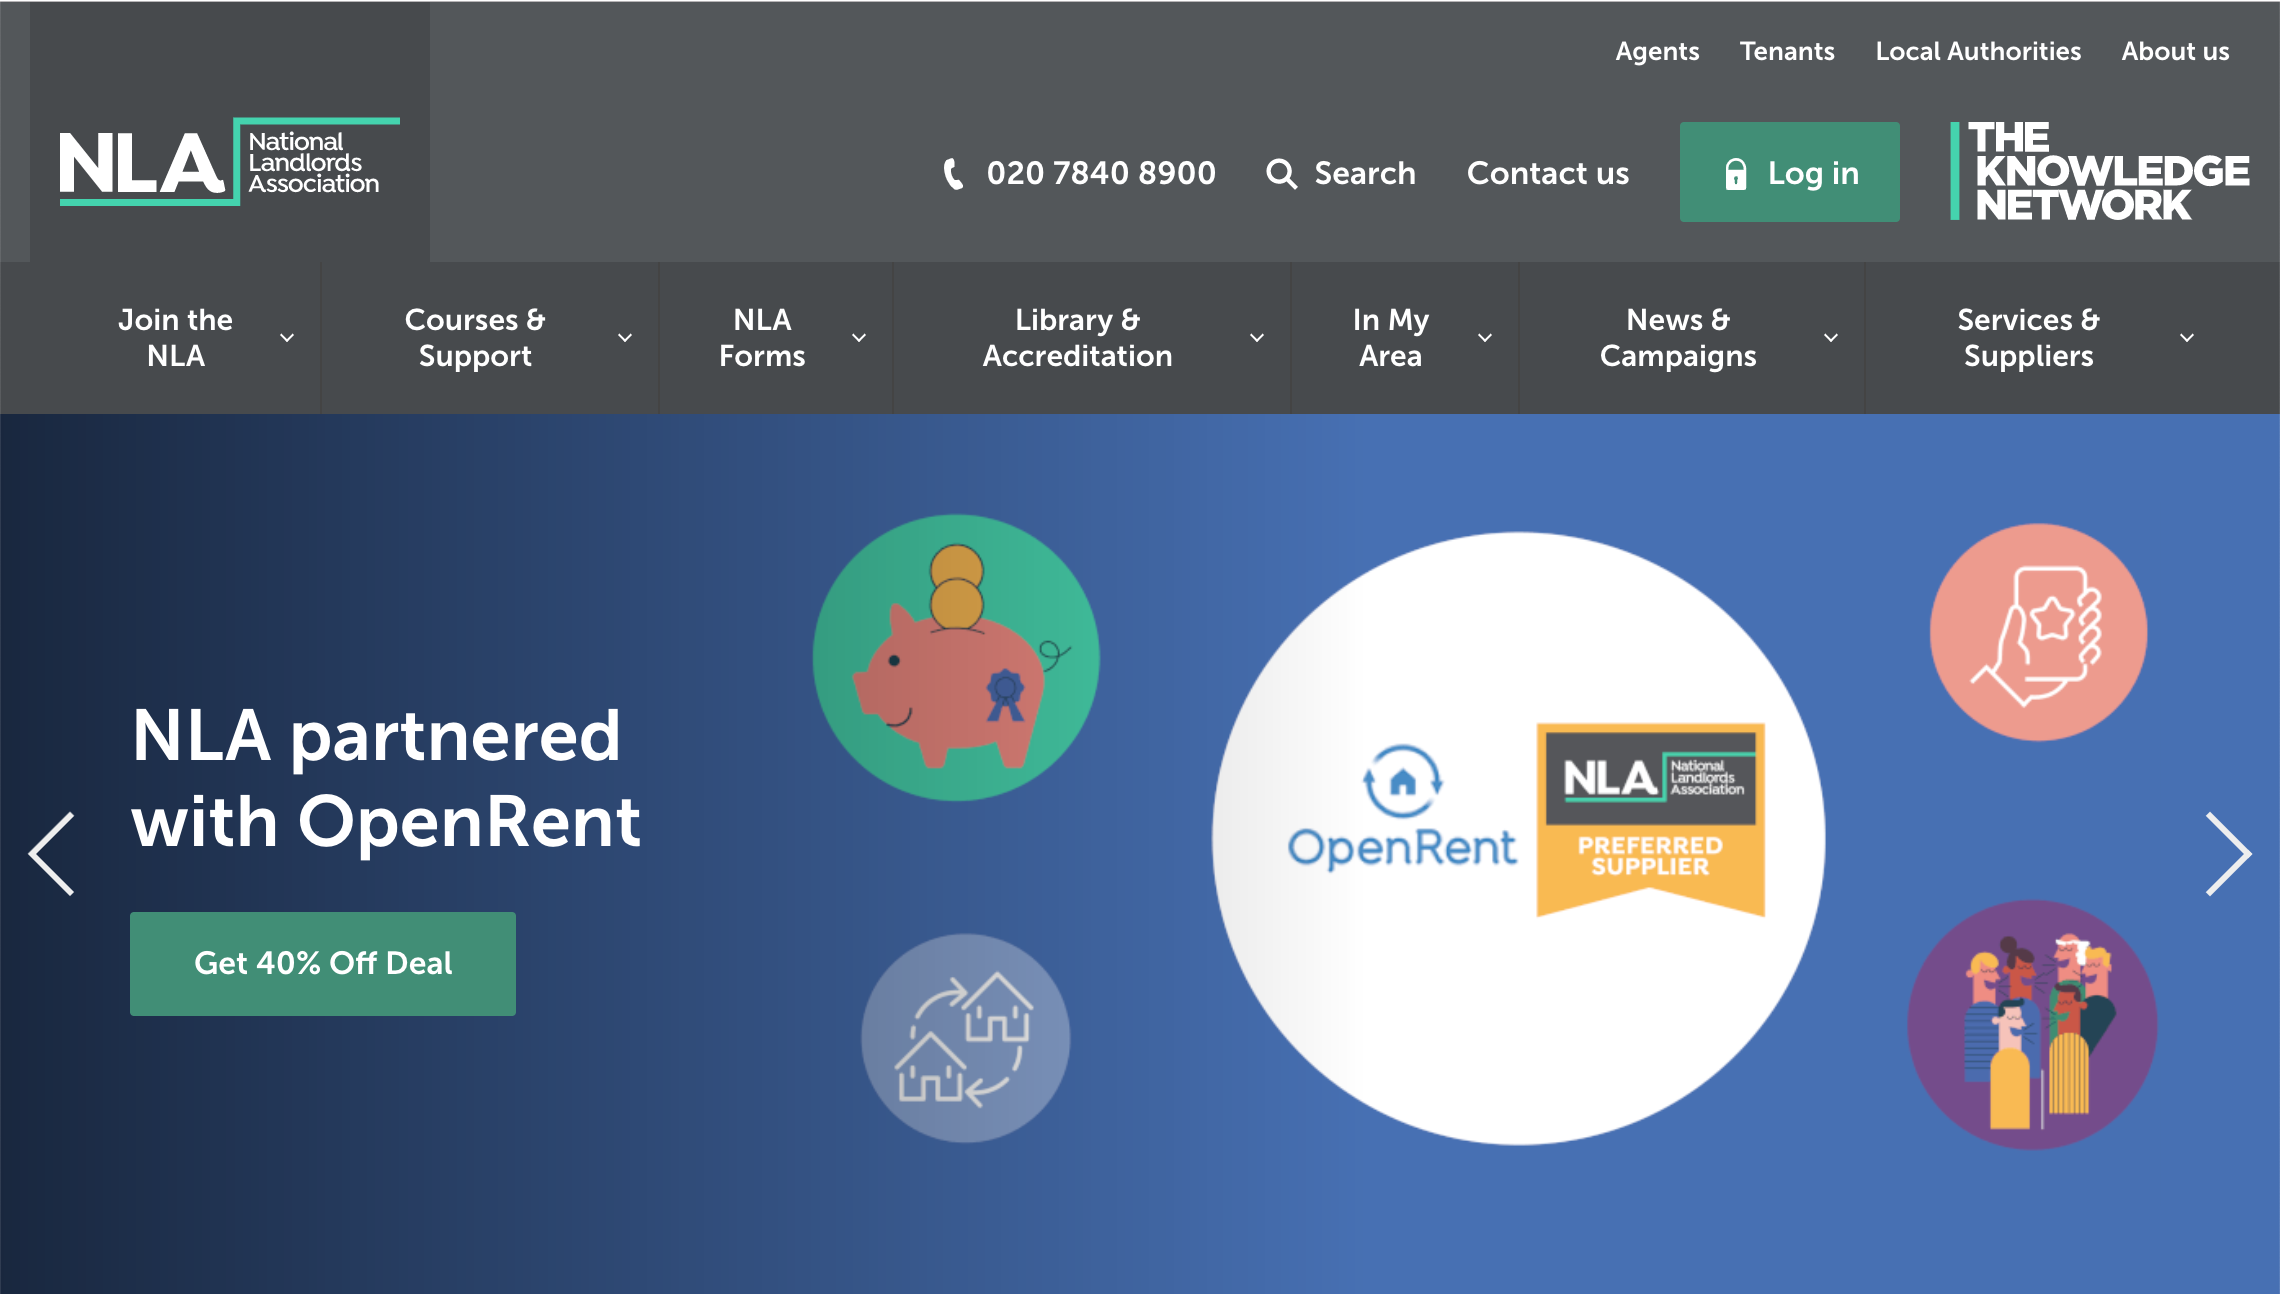 Agents Tenants Local Authorities About us
NLA National
Landlords
Association
020 7840 8900 Search Contact us Log in
THE
KNOWLEDGE
NETWORK
Join the
NLA
Courses &
Support
NLA
Forms
Library &
Accreditation
In My
Area
News &
Campaigns
Services &
Suppliers
NLA partnered
with OpenRent
Get 40% Off Deal
OpenRent
NLA National
Landlords
Association
PREFERRED
SUPPLIER